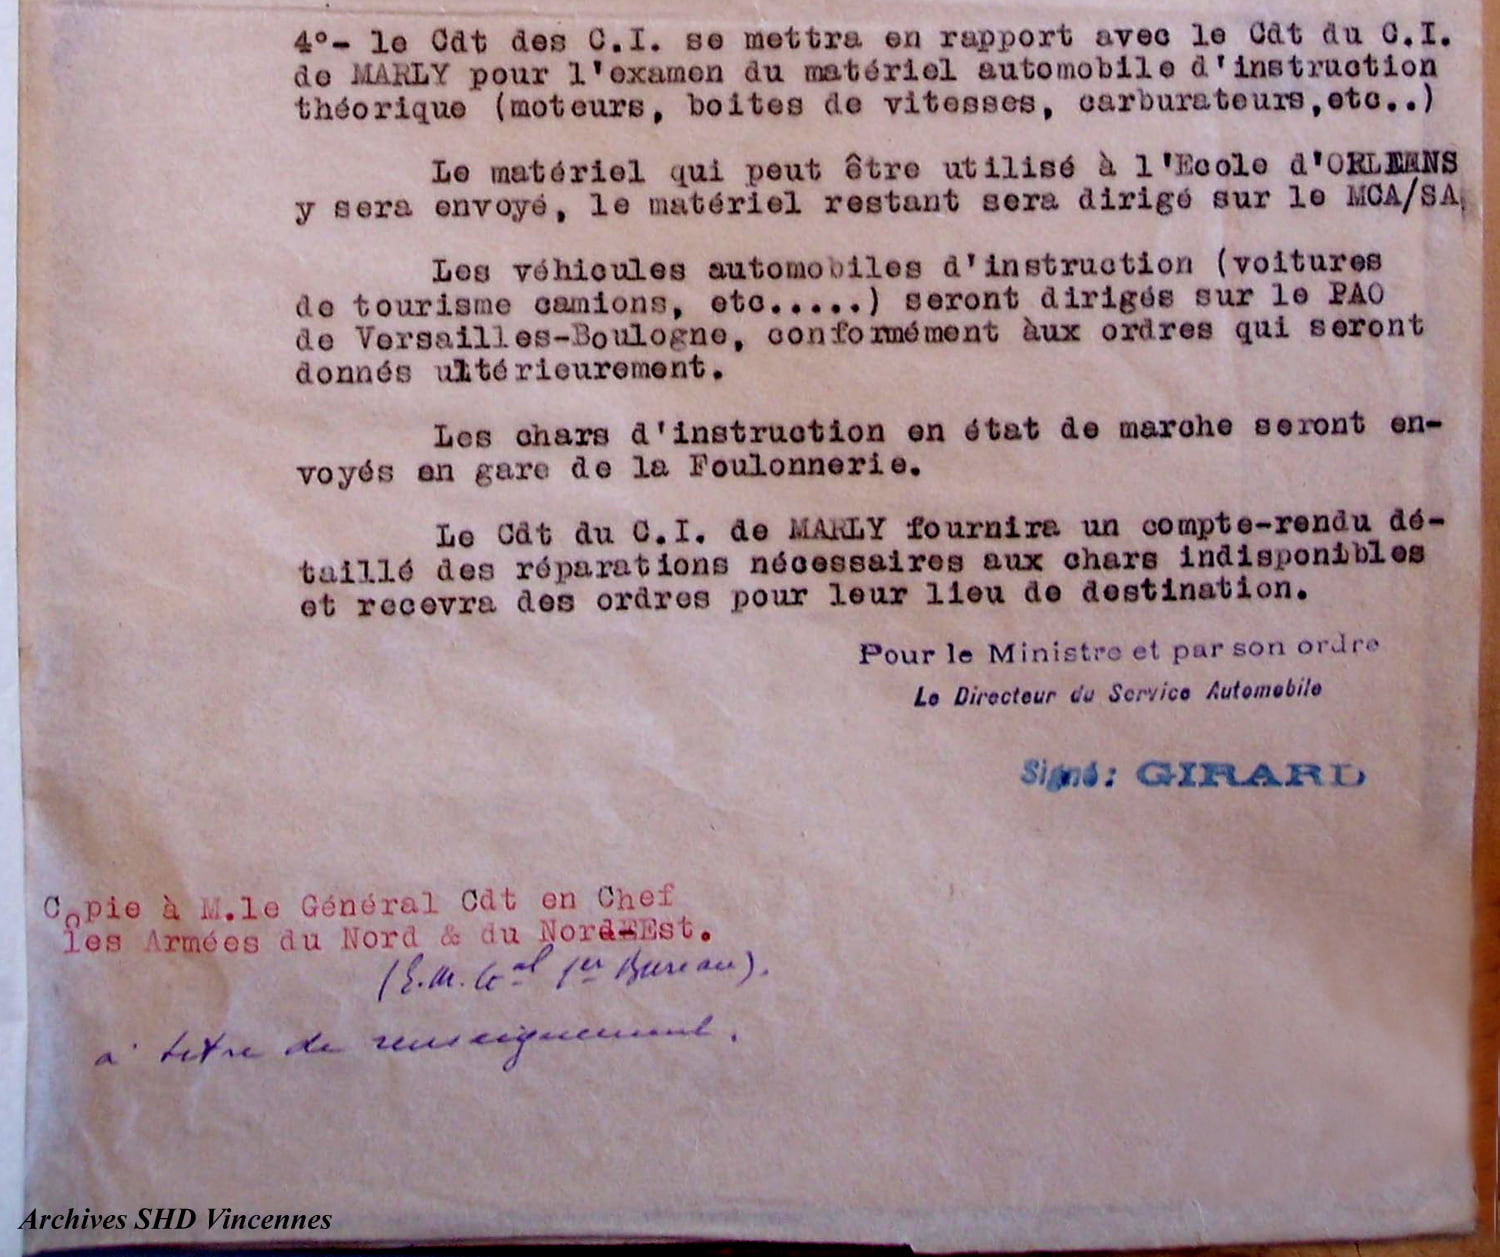 4°- le Cdt des C.I. se mettra en rapport avec le Cdt du C.I.
de MARLY pour l'examen du matériel automobile d'instruction
théorique (moteurs, boites de vitesses, carburateurs,etc..)
Le matériel qui peut être utilisé à l'Ecole d'ORLEANS
y sera envoyé, le matériel restant sera dirigé sur le MCA/SA,
Les véhicules automobiles d'instruction (voitures
de tourisme camions, etc.....) seront dirigés sur le PAO
de Versailles-Boulogne, conformément àux ordres qui seront
donnés ultérieurement.
Les chars d'instruction en état de marche seront en-
voyés en gare de la Foulonnerie.
Le Cdt du C.I. de MARLY fournira un compte-rendu dé-
taillé des réparations nécessaires aux chars indisponibles
et recevra des ordres pour leur lieu de destination.
Pour le Ministre et par son ordre
Le Directeur du Service Automobile
Signé: GIRARD
Copie à M.le Général Cdt en Chef
les Armées du Nord & du Nord-Est.
(E.M. Gal 1er Bureau).
à titre de renseignement.
Archives SHD Vincennes